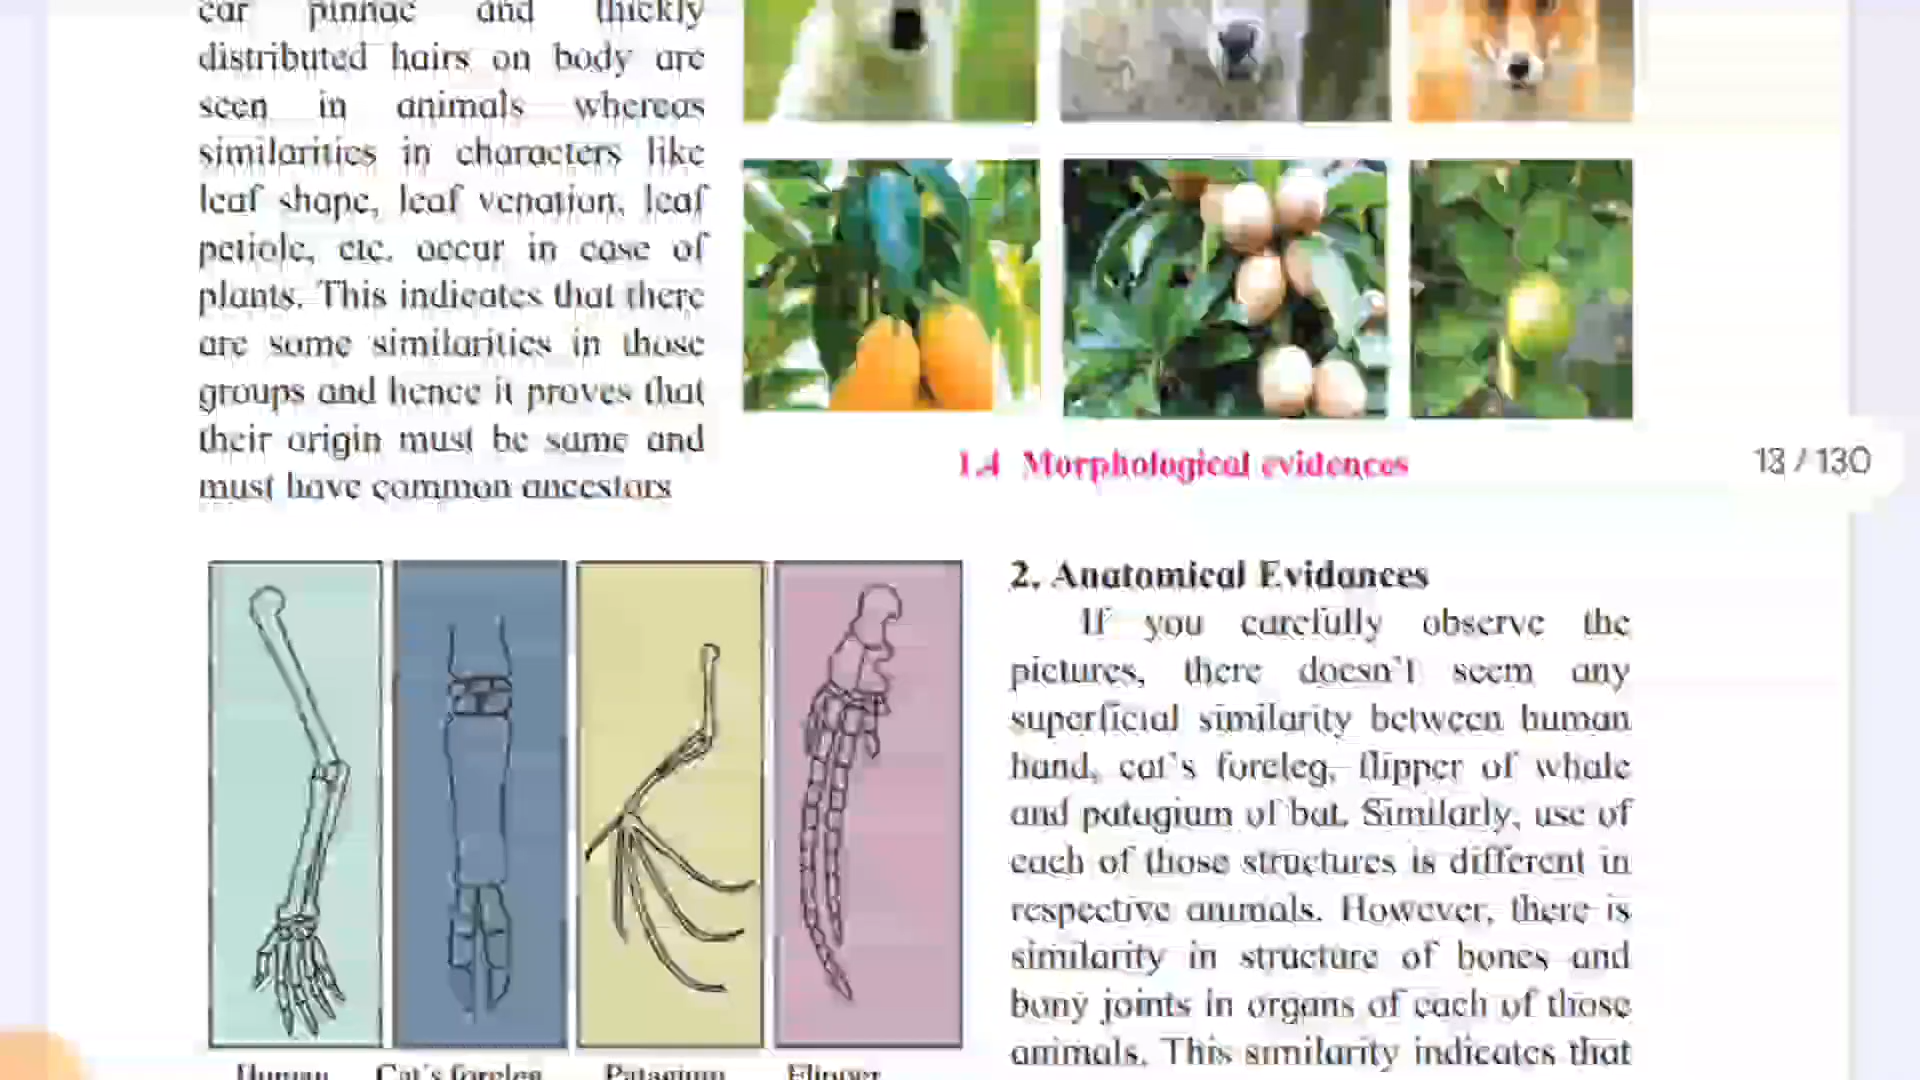 ear pinnae and thickly
distributed hairs on body are
seen in animals whereas
similarities in characters like
leaf shape, leaf venation, leaf
petiole, etc. occur in case of
plants. This indicates that there
are some similarities in those
groups and hence it proves that
their origin must be same and
must have common ancestors
1.4 Morphological evidences
13 / 130
2. Anatomical Evidances
If you carefully observe the
pictures, there doesn't seem any
superficial similarity between human
hand, cat's foreleg, flipper of whale
and patagium of bat. Similarly, use of
each of those structures is different in
respective animals. However, there is
similarity in structure of bones and
bony joints in organs of each of those
animals. This similarity indicates that
Human Cat's foreleg Patagium Flipper